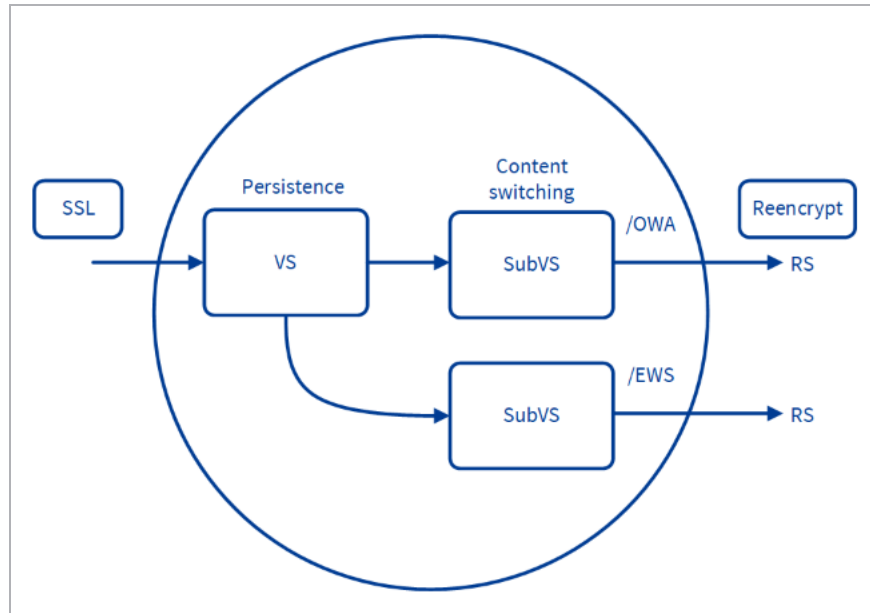 Persistence
Content
switching
SSL
/OWA
Reencrypt
VS
SubVS
RS
/EWS
SubVS
RS